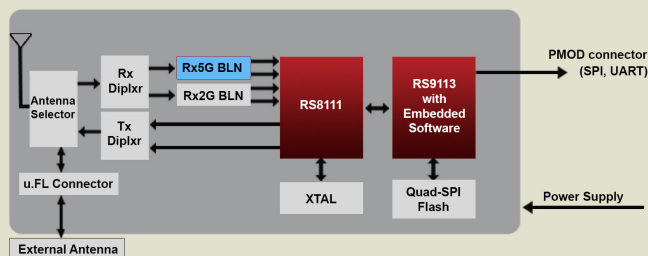 Antenna
Selector
Rx
Diplxr
Tx
Diplxr
Rx5G BLN
Rx2G BLN
RS8111
RS9113
with
Embedded
Software
PMOD connector
(SPI, UART)
u.FL Connector
XTAL
Quad-SPI
Flash
Power Supply
External Antenna